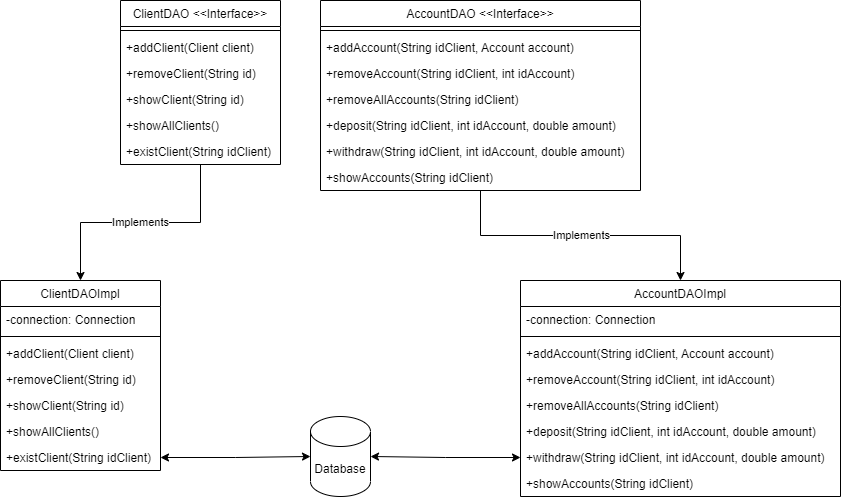 ClientDAO <<Interface>>
+addClient(Client client)
+removeClient(String id)
+showClient(String id)
+showAllClients()
+existClient(String idClient)
AccountDAO <<Interface>>
+addAccount(String idClient, Account account)
+removeAccount(String idClient, int idAccount)
+removeAllAccounts(String idClient)
+deposit(String idClient, int idAccount, double amount)
+withdraw(String idClient, int idAccount, double amount)
+showAccounts(String idClient)
Implements
Implements
ClientDAOImpl
-connection: Connection
+addClient(Client client)
+removeClient(String id)
+showClient(String id)
+showAllClients()
+existClient(String idClient)
Database
AccountDAOImpl
-connection: Connection
+addAccount(String idClient, Account account)
+removeAccount(String idClient, int idAccount)
+removeAllAccounts(String idClient)
+deposit(String idClient, int idAccount, double amount)
+withdraw(String idClient, int idAccount, double amount)
+showAccounts(String idClient)